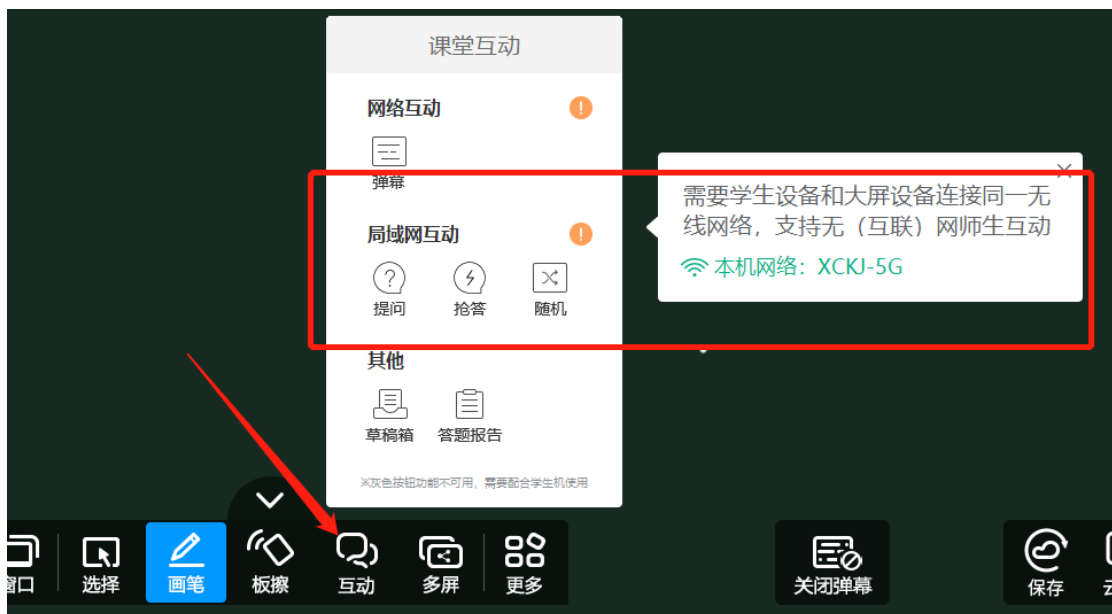 课堂互动
网络互动
弹幕
局域网互动
提问 抢答 随机
其他
草稿箱 答题报告
※灰色按钮功能不可用，需要配合学生机使用
需要学生设备和大屏设备连接同一无
线网络，支持无（互联）网师生互动
本机网络：XCKJ-5G
窗口 选择 画笔 板擦 互动 多屏 更多 关闭弹幕 保存 云